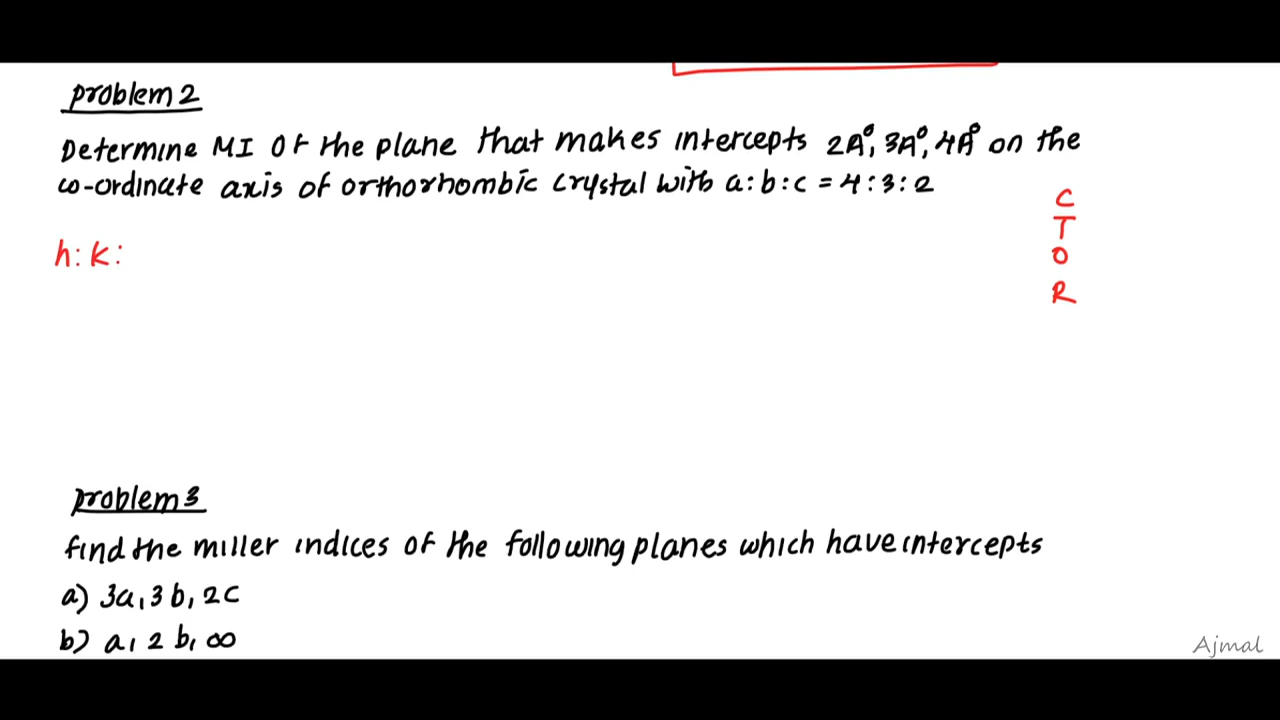 problem 2
Determine MI Of the plane that makes intercepts 2A°, 3A°, 4A° on the
co-ordinate axis of orthorhombic crystal with a:b:c = 4:3:2
C
T
O
R
h:k:
problem 3
find the miller indices of the following planes which have intercepts
a) 3a, 3b, 2c
b) a, 2b, ∞
Ajmal